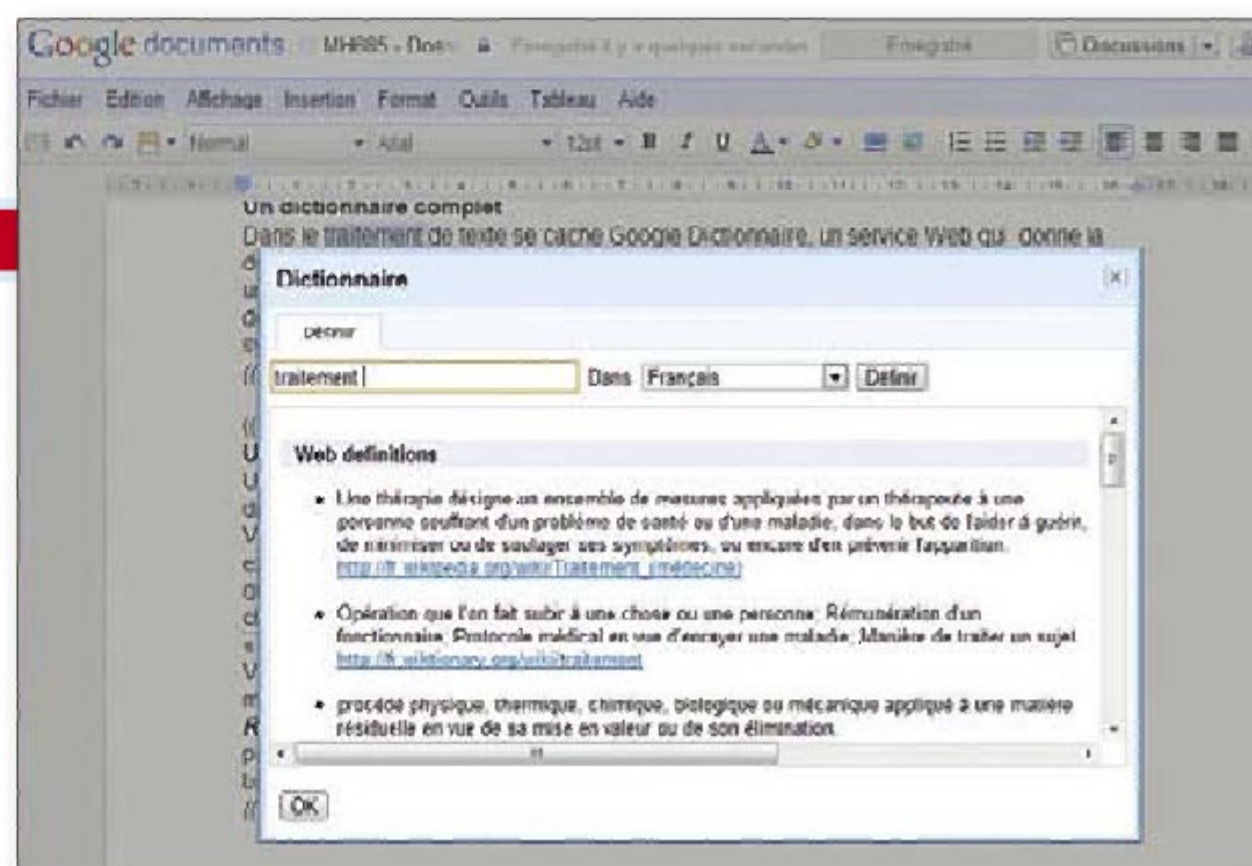 Google documents MH885 - Doss Enregistré il y a quelques secondes Enregistré Discussions
Fichier Edition Affichage Insertion Format Outils Tableau Aide
Normal Arial 12pt B I U A
Un dictionnaire complet
Dans le traitement de texte se cache Google Dictionnaire, un service Web qui donne la
Dictionnaire
Définir
traitement Dans Français Définir
Web definitions
Une thérapie désigne un ensemble de mesures appliquées par un thérapeute à une
personne souffrant d'un problème de santé ou d'une maladie, dans le but de l'aider à guérir,
de minimiser ou de soulager ses symptômes, ou encore d'en prévenir l'apparition.
http://fr.wikipedia.org/wiki/Traitement_(médecine)
Opération que l'on fait subir à une chose ou une personne; Rémunération d'un
fonctionnaire; Protocole médical en vue d'enrayer une maladie; Manière de traiter un sujet
http://fr.wiktionary.org/wiki/traitement
procédé physique, thermique, chimique, biologique ou mécanique appliqué à une matière
résiduelle en vue de sa mise en valeur ou de son élimination.
OK